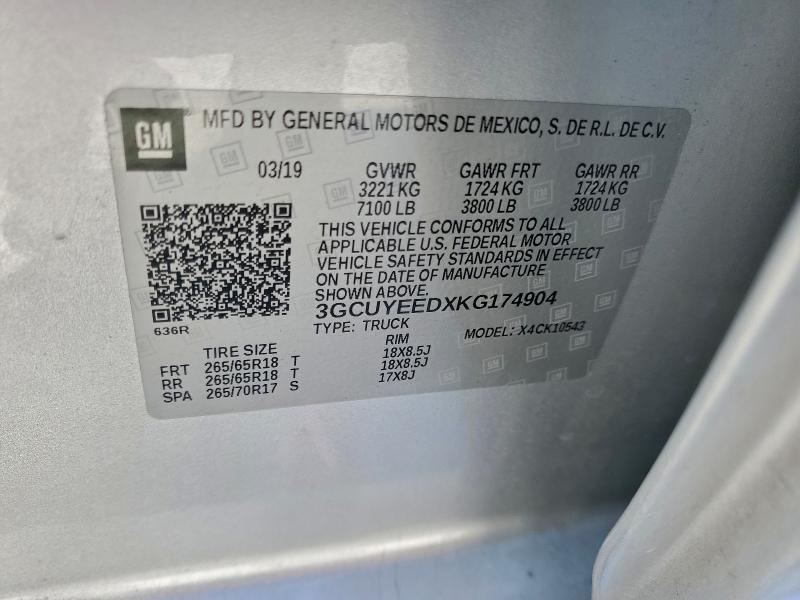 GM
MFD BY GENERAL MOTORS DE MEXICO, S. DE R.L. DE C.V.
03/19 GVWR GAWR FRT GAWR RR
3221 KG 1724 KG 1724 KG
7100 LB 3800 LB 3800 LB
THIS VEHICLE CONFORMS TO ALL
APPLICABLE U.S. FEDERAL MOTOR
VEHICLE SAFETY STANDARDS IN EFFECT
ON THE DATE OF MANUFACTURE
SHOWN ABOVE.
3GCUYEEDXKG174904
636R
TYPE: TRUCK MODEL: X4CK10543
TIRE SIZE RIM
FRT 265/65R18 T 18X8.5J
RR 265/65R18 T 18X8.5J
SPA 265/70R17 S 17X8J